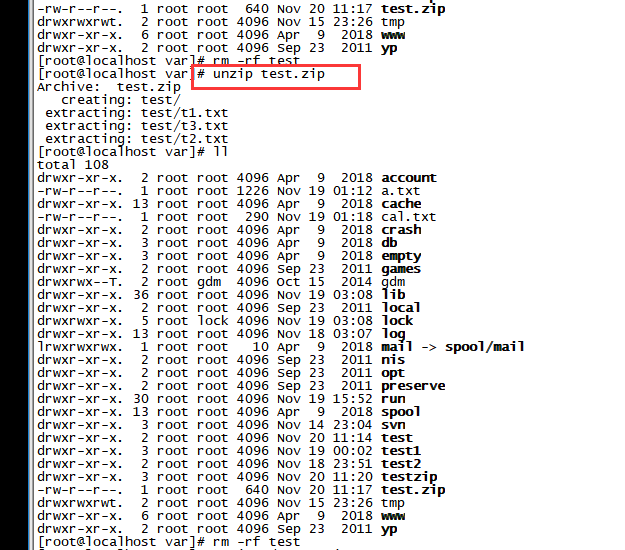 -rw-r--r--.  1 root root  640 Nov 20 11:17 test.zip
drwxrwxrwt.  2 root root 4096 Nov 15 23:26 tmp
drwxr-xr-x.  6 root root 4096 Apr  9  2018 www
drwxr-xr-x.  2 root root 4096 Sep 23  2011 yp
[root@localhost var]# rm -rf test
[root@localhost var]# unzip test.zip
Archive:  test.zip
   creating: test/
 extracting: test/t1.txt
 extracting: test/t3.txt
 extracting: test/t2.txt
[root@localhost var]# ll
total 108
drwxr-xr-x.  2 root root 4096 Apr  9  2018 account
-rw-r--r--.  1 root root 1226 Nov 19 01:12 a.txt
drwxr-xr-x. 13 root root 4096 Apr  9  2018 cache
-rw-r--r--.  1 root root  290 Nov 19 01:18 cal.txt
drwxr-xr-x.  2 root root 4096 Apr  9  2018 crash
drwxr-xr-x.  3 root root 4096 Apr  9  2018 db
drwxr-xr-x.  3 root root 4096 Apr  9  2018 empty
drwxr-xr-x.  2 root root 4096 Sep 23  2011 games
drwxrwx--T.  2 root gdm  4096 Oct 15  2014 gdm
drwxr-xr-x. 36 root root 4096 Nov 19 03:08 lib
drwxr-xr-x.  2 root root 4096 Sep 23  2011 local
drwxrwxr-x.  5 root lock 4096 Nov 19 03:08 lock
drwxr-xr-x. 13 root root 4096 Nov 18 03:07 log
lrwxrwxrwx.  1 root root   10 Apr  9  2018 mail -> spool/mail
drwxr-xr-x.  2 root root 4096 Sep 23  2011 nis
drwxr-xr-x.  2 root root 4096 Sep 23  2011 opt
drwxr-xr-x.  2 root root 4096 Sep 23  2011 preserve
drwxr-xr-x. 30 root root 4096 Nov 19 15:52 run
drwxr-xr-x. 13 root root 4096 Apr  9  2018 spool
drwxr-xr-x.  3 root root 4096 Nov 14 23:04 svn
drwxr-xr-x.  2 root root 4096 Nov 20 11:14 test
drwxr-xr-x.  3 root root 4096 Nov 19 00:02 test1
drwxr-xr-x.  2 root root 4096 Nov 18 23:51 test2
drwxr-xr-x.  3 root root 4096 Nov 20 11:20 testzip
-rw-r--r--.  1 root root  640 Nov 20 11:17 test.zip
drwxrwxrwt.  2 root root 4096 Nov 15 23:26 tmp
drwxr-xr-x.  6 root root 4096 Apr  9  2018 www
drwxr-xr-x.  2 root root 4096 Sep 23  2011 yp
[root@localhost var]# rm -rf test